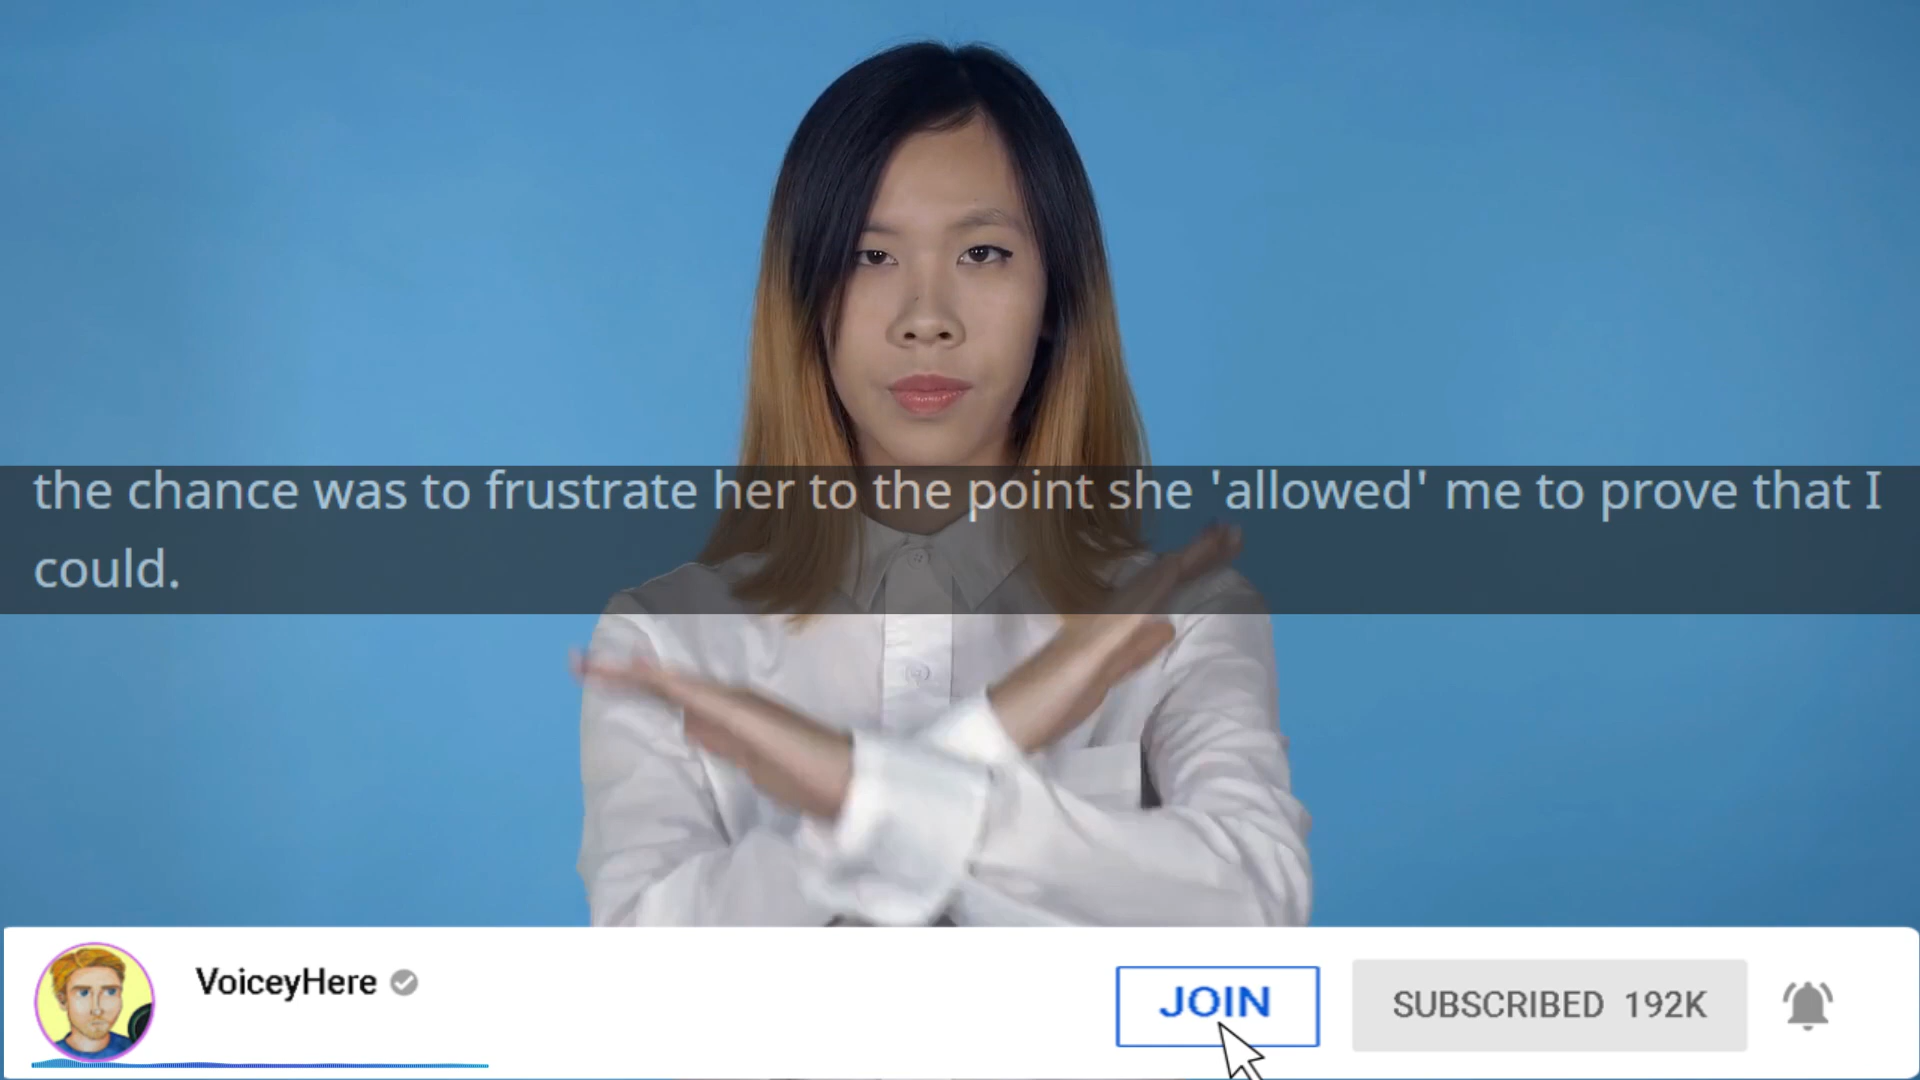 the chance was to frustrate her to the point she 'allowed' me to prove that I
could.
VoiceyHere
JOIN
SUBSCRIBED 192K